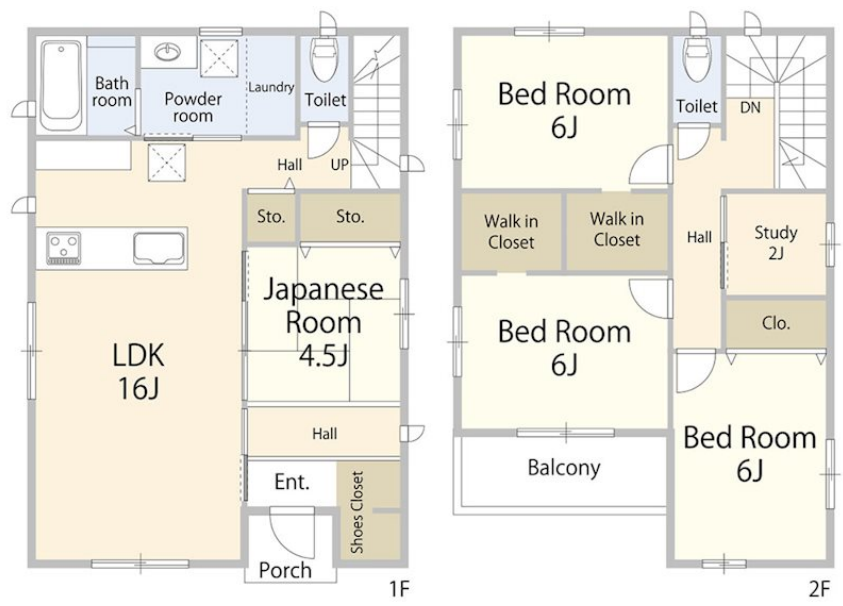 Bath
room
Powder
room
Laundry
Toilet
Hall
UP
Sto.
Sto.
Japanese
Room
4.5J
LDK
16J
Hall
Ent.
Shoes Closet
Porch
1F
Bed Room
6J
Toilet
DN
Walk in
Closet
Walk in
Closet
Hall
Study
2J
Clo.
Bed Room
6J
Bed Room
6J
Balcony
2F